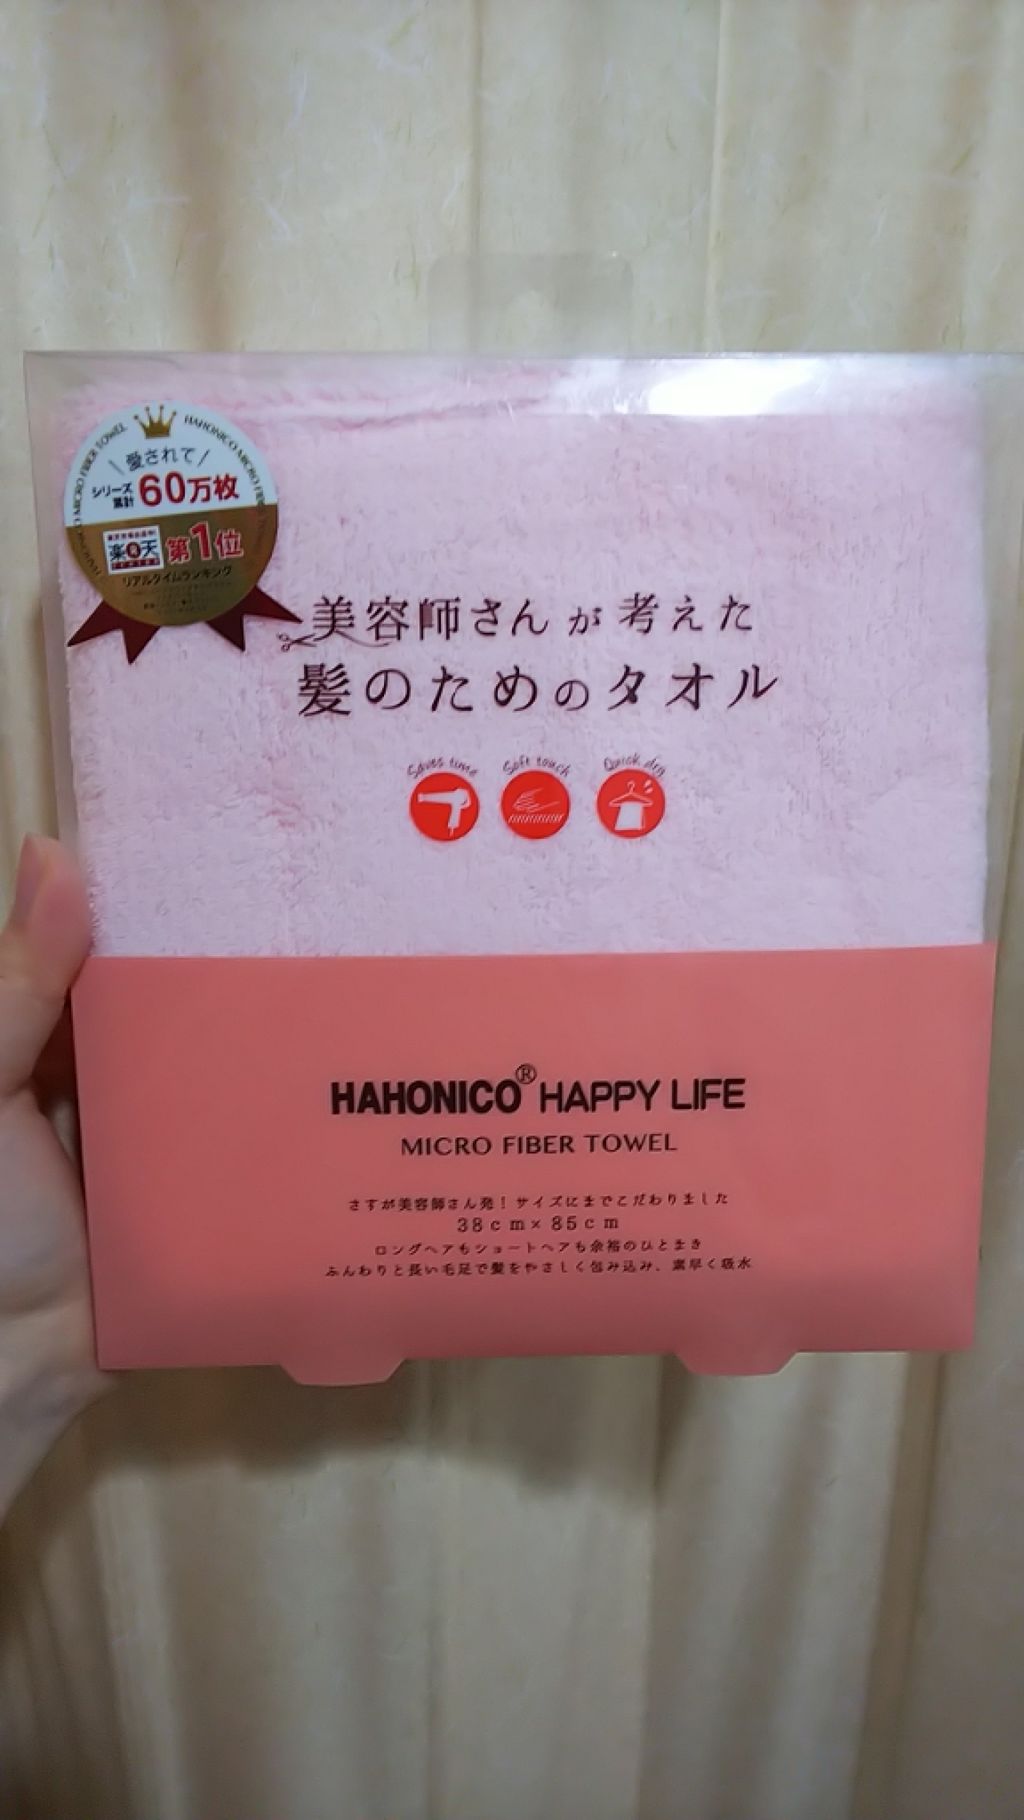 HAHONICO MICRO FIBER TOWEL
愛されて
シリーズ累計 60万枚
楽天 第1位
リアルタイムランキング
美容師さんが考えた
髪のためのタオル
Saves time Soft touch Quick dry
HAHONICO® HAPPY LIFE
MICRO FIBER TOWEL
さすが美容師さん発！サイズにまでこだわりました
38cm×85cm
ロングヘアもショートヘアも余裕のひとまき
ふんわりと長い毛足で髪をやさしく包み込み、素早く吸水